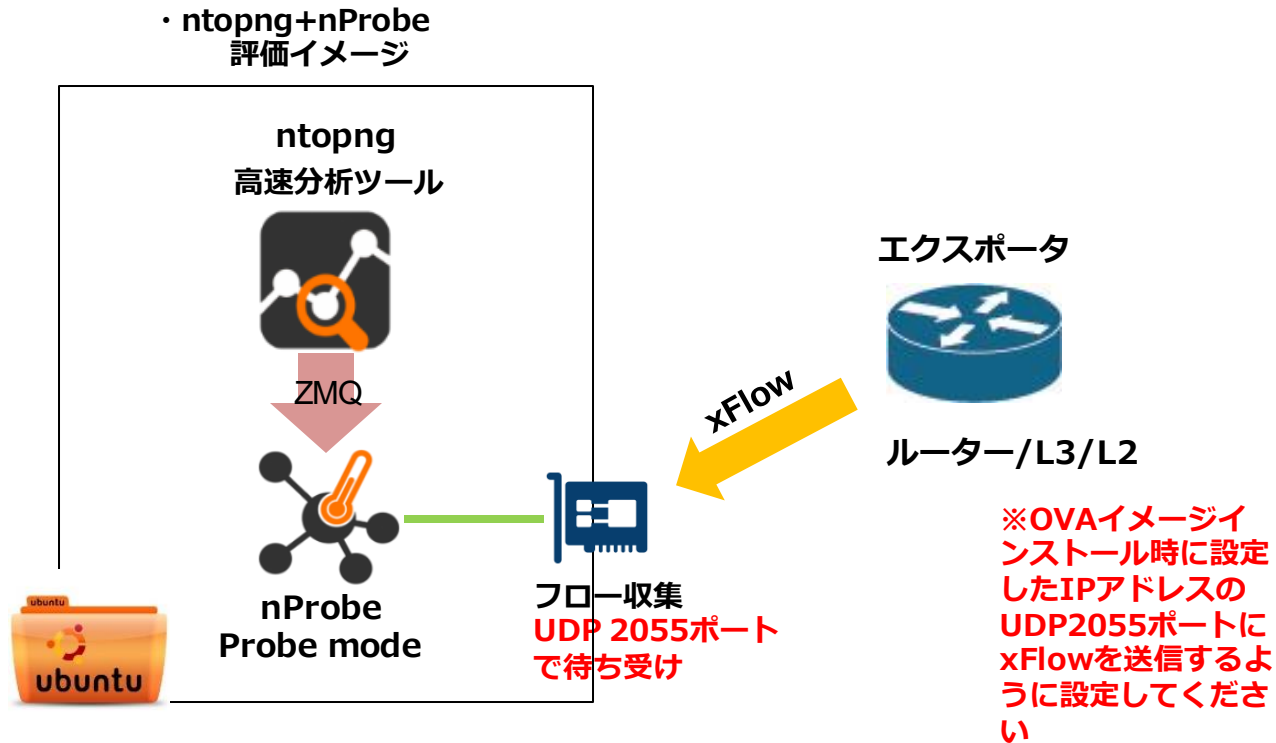 ・ntopng+nProbe
評価イメージ
ntopng
高速分析ツール
ZMQ
nProbe
Probe mode
ubuntu
ubuntu
フロー収集
UDP 2055ポート
で待ち受け
xFlow
エクスポータ
ルーター/L3/L2
※OVAイメージイ
ンストール時に設定
したIPアドレスの
UDP2055ポートに
xFlowを送信するよ
うに設定してくださ
い